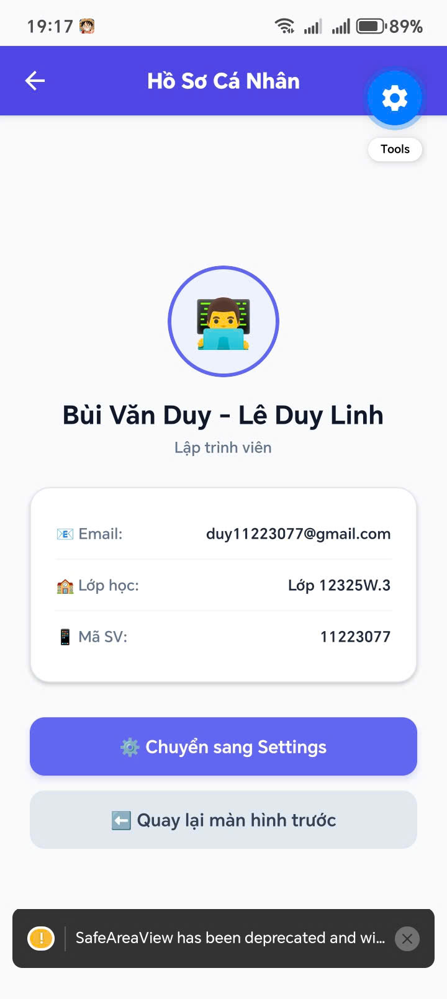 19:17
89%
Hồ Sơ Cá Nhân
Tools
Bùi Văn Duy - Lê Duy Linh
Lập trình viên
Email: duy11223077@gmail.com
Lớp học: Lớp 12325W.3
Mã SV: 11223077
Chuyển sang Settings
Quay lại màn hình trước
SafeAreaView has been deprecated and wi...